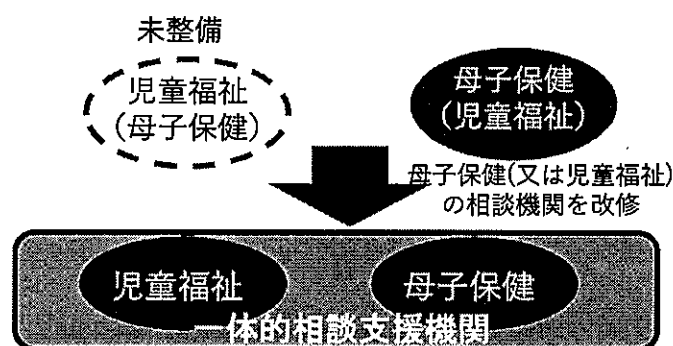 未整備
児童福祉
(母子保健)
母子保健
(児童福祉)
母子保健(又は児童福祉)
の相談機関を改修
児童福祉
母子保健
一体的相談支援機関